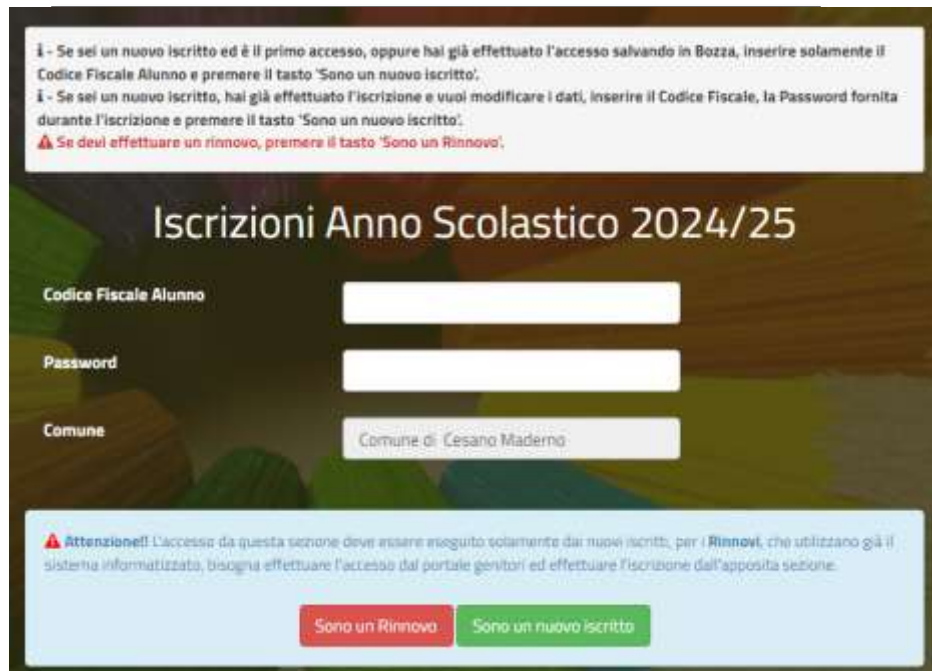 i - Se sei un nuovo iscritto ed è il primo accesso, oppure hai già effettuato l'accesso salvando in Bozza, inserire solamente il
Codice Fiscale Alunno e premere il tasto 'Sono un nuovo iscritto'.
i - Se sei un nuovo iscritto, hai già effettuato l'iscrizione e vuoi modificare i dati, inserire il Codice Fiscale, la Password fornita
durante l'iscrizione e premere il tasto 'Sono un nuovo iscritto'.
Se devi effettuare un rinnovo, premere il tasto 'Sono un Rinnovo'.
Iscrizioni Anno Scolastico 2024/25
Codice Fiscale Alunno
Password
Comune
Comune di Cesano Maderno
Attenzione!! L'accesso da questa sezione deve essere eseguito solamente dai nuovi iscritti, per i Rinnovi, che utilizzano già il
sistema informatizzato, bisogna effettuare l'accesso dal portale genitori ed effettuare l'iscrizione dall'apposita sezione.
Sono un Rinnovo
Sono un nuovo iscritto